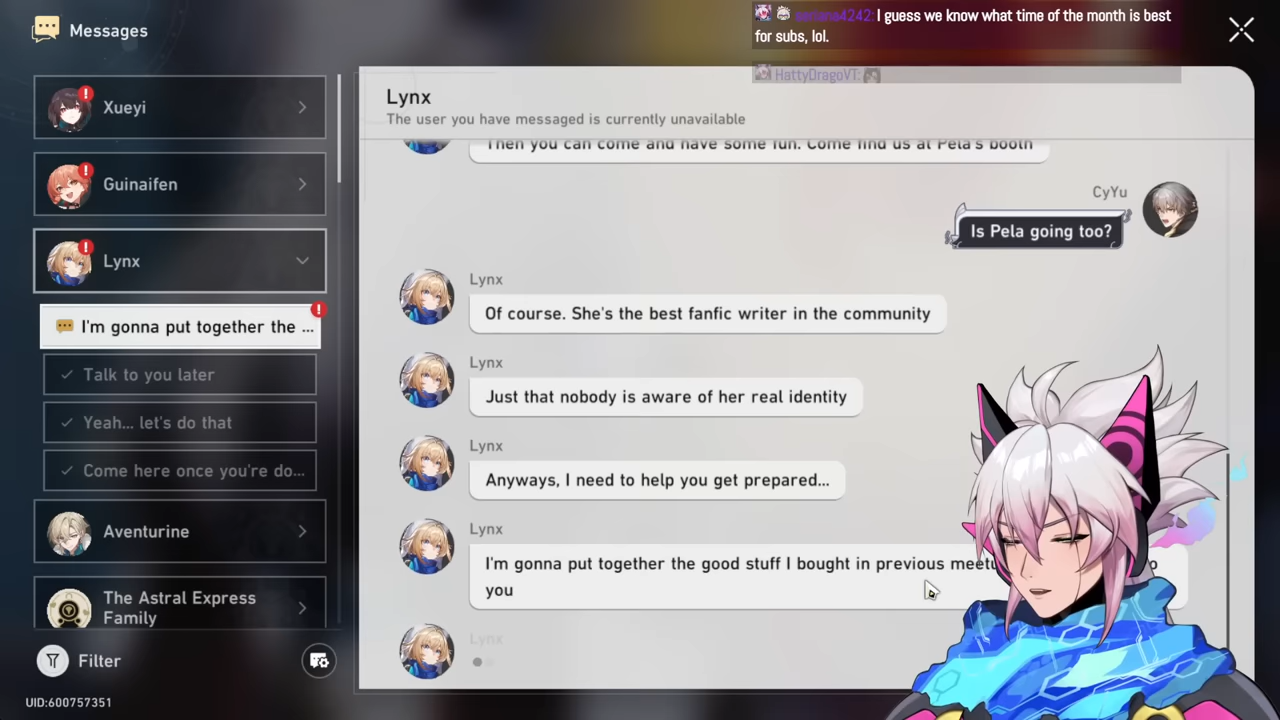 Messages
aeriena4242: I guess we know what time of the month is best
for subs, lol.
HattyDragoVT:
Xueyi
Guinaifen
Lynx
I'm gonna put together the ...
Talk to you later
Yeah... let's do that
Come here once you're do...
Aventurine
The Astral Express
Family
Filter
UID:600757351
Lynx
The user you have messaged is currently unavailable
Then you can come and have some fun. Come find us at Pela's booth
CyYu
Is Pela going too?
Lynx
Of course. She's the best fanfic writer in the community
Lynx
Just that nobody is aware of her real identity
Lynx
Anyways, I need to help you get prepared...
Lynx
I'm gonna put together the good stuff I bought in previous
you
Lynx